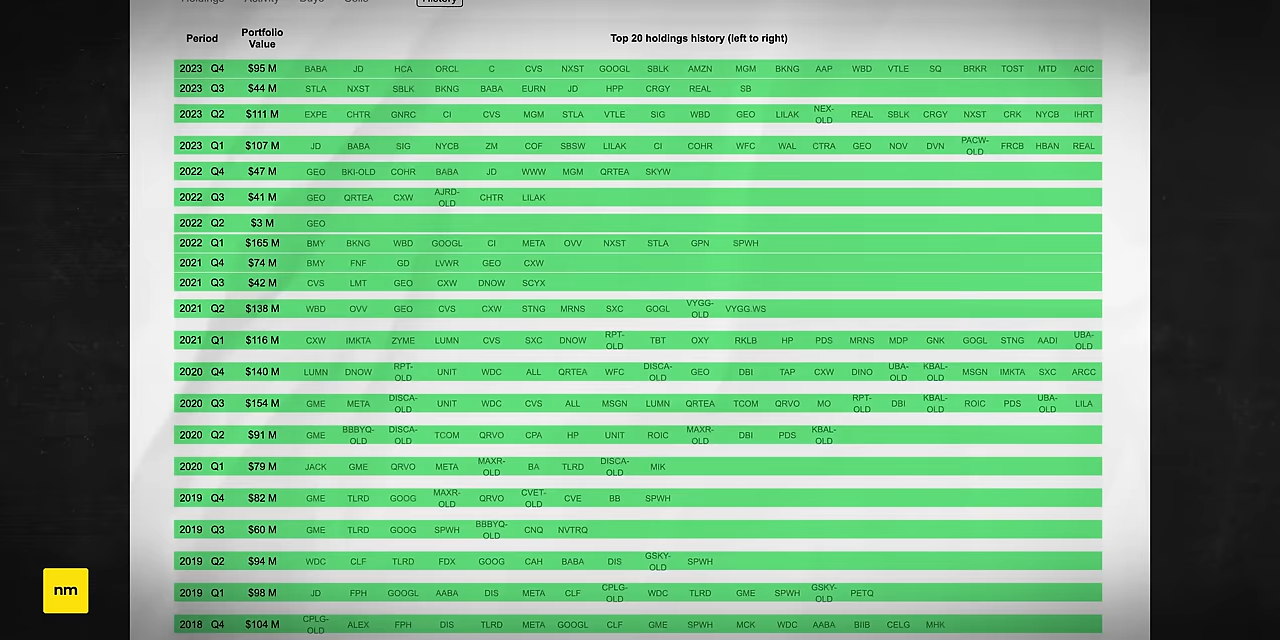 Holdings Activity Buys Sells History
Period Portfolio Value Top 20 holdings history (left to right)
2023 Q4 $95 M BABA JD HCA ORCL C CVS NXST GOOGL SBLK AMZN MGM BKNG AAP WBD VTLE SQ BRKR TOST MTD ACIC
2023 Q3 $44 M STLA NXST SBLK BKNG BABA EURN JD HPP CRGY REAL SB
2023 Q2 $111 M EXPE CHTR GNRC CI CVS MGM STLA VTLE SIG WBD GEO LILAK NEX-OLD REAL SBLK CRGY NXST CRK NYCB IHRT
2023 Q1 $107 M JD BABA SIG NYCB ZM COF SBSW LILAK CI COHR WFC WAL CTRA GEO NOV DVN PACW-OLD FRCB HBAN REAL
2022 Q4 $47 M GEO BKI-OLD COHR BABA JD WWW MGM QRTEA SKYW
2022 Q3 $41 M GEO QRTEA CXW AJRD-OLD CHTR LILAK
2022 Q2 $3 M GEO
2022 Q1 $165 M BMY BKNG WBD GOOGL CI META OVV NXST STLA GPN SPWH
2021 Q4 $74 M BMY FNF GD LVWR GEO CXW
2021 Q3 $42 M CVS LMT GEO CXW DNOW SCYX
2021 Q2 $138 M WBD OVV GEO CVS CXW STNG MRNS SXC GOGL VYGG-OLD VYGG.WS
2021 Q1 $116 M CXW IMKTA ZYME LUMN CVS SXC DNOW RPT-OLD TBT OXY RKLB HP PDS MRNS MDP GNK GOGL STNG AADI UBA-OLD
2020 Q4 $140 M LUMN DNOW RPT-OLD UNIT WDC ALL QRTEA WFC DISCA-OLD GEO DBI TAP CXW DINO UBA-OLD KBAL-OLD MSGN IMKTA SXC ARCC
2020 Q3 $154 M GME META DISCA-OLD UNIT WDC CVS ALL MSGN LUMN QRTEA TCOM QRVO MO RPT-OLD DBI KBAL-OLD ROIC PDS UBA-OLD LILA
2020 Q2 $91 M GME BBBYQ-OLD DISCA-OLD TCOM QRVO CPA HP UNIT ROIC MAXR-OLD DBI PDS KBAL-OLD
2020 Q1 $79 M JACK GME QRVO META MAXR-OLD BA TLRD DISCA-OLD MIK
2019 Q4 $82 M GME TLRD GOOG MAXR-OLD QRVO CVET-OLD CVE BB SPWH
2019 Q3 $60 M GME TLRD GOOG SPWH BBBYQ-OLD CNQ NVTRQ
2019 Q2 $94 M WDC CLF TLRD FDX GOOG CAH BABA DIS GSKY-OLD SPWH
2019 Q1 $98 M JD FPH GOOGL AABA DIS META CLF CPLG-OLD WDC TLRD GME SPWH GSKY-OLD PETQ
2018 Q4 $104 M CPLG-OLD ALEX FPH DIS TLRD META GOOGL CLF GME SPWH MCK WDC AABA BIIB CELG MHK
nm